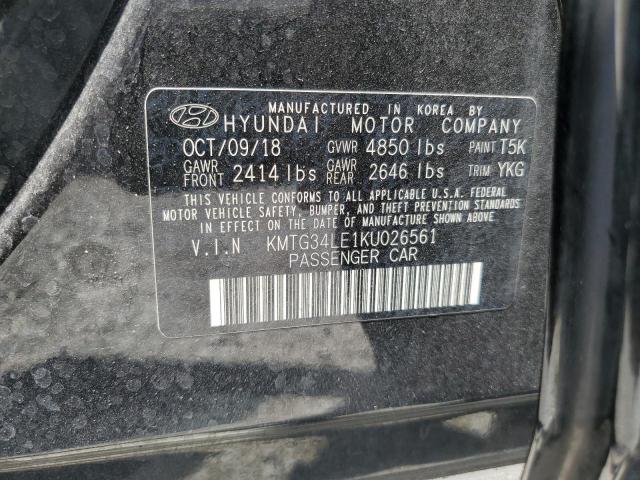 MANUFACTURED IN KOREA BY
HYUNDAI MOTOR COMPANY
OCT/09/18 GVWR 4850 lbs PAINT T5K
GAWR FRONT 2414 lbs GAWR REAR 2646 lbs TRIM YKG
THIS VEHICLE CONFORMS TO ALL APPLICABLE U.S.A. FEDERAL
MOTOR VEHICLE SAFETY, BUMPER, AND THEFT PREVENTION STANDARDS
IN EFFECT ON THE DATE OF MANUFACTURE SHOWN ABOVE.
V.I.N KMTG34LE1KU026561
PASSENGER CAR